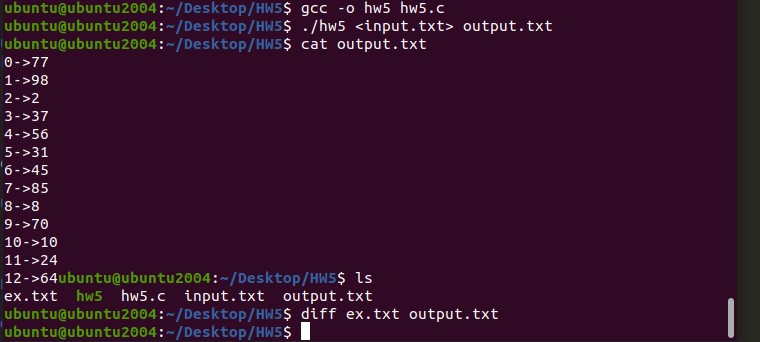 ubuntu@ubuntu2004:~/Desktop/HW5$ gcc -o hw5 hw5.c
ubuntu@ubuntu2004:~/Desktop/HW5$ ./hw5 <input.txt> output.txt
ubuntu@ubuntu2004:~/Desktop/HW5$ cat output.txt
0->77
1->98
2->2
3->37
4->56
5->31
6->45
7->85
8->8
9->70
10->10
11->24
12->64ubuntu@ubuntu2004:~/Desktop/HW5$ ls
ex.txt  hw5  hw5.c  input.txt  output.txt
ubuntu@ubuntu2004:~/Desktop/HW5$ diff ex.txt output.txt
ubuntu@ubuntu2004:~/Desktop/HW5$